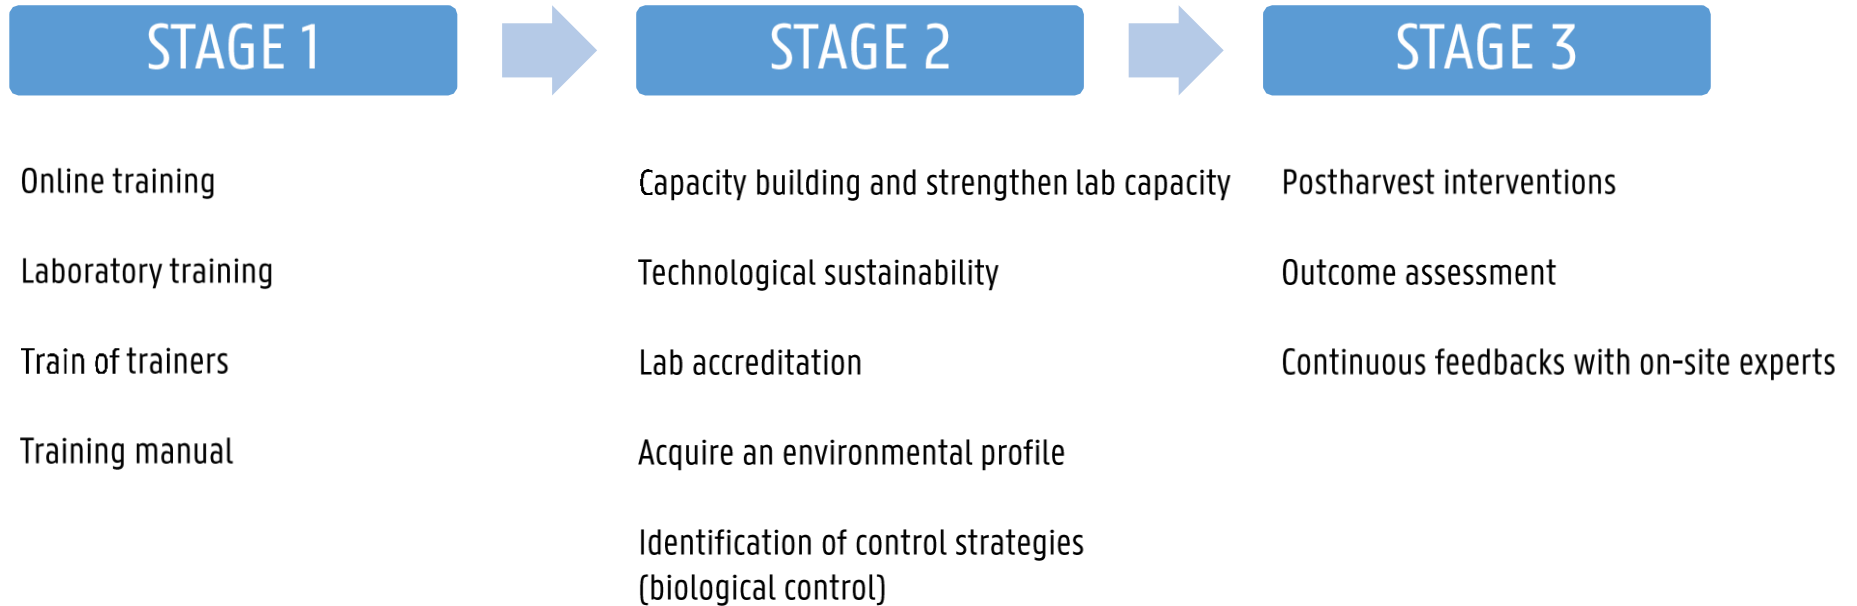 STAGE 1
Online training
Laboratory training
Train of trainers
Training manual
STAGE 2
Capacity building and strengthen lab capacity
Technological sustainability
Lab accreditation
Acquire an environmental profile
Identification of control strategies
(biological control)
STAGE 3
Postharvest interventions
Outcome assessment
Continuous feedbacks with on-site experts